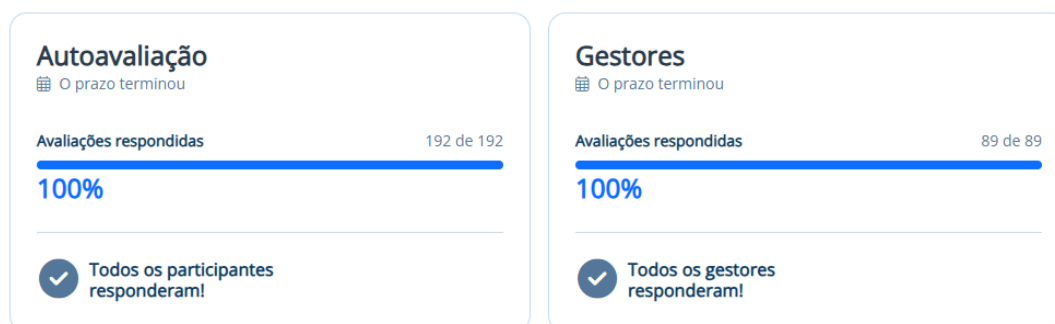 Autoavaliação
O prazo terminou
Avaliações respondidas 192 de 192
100%
Todos os participantes
responderam!
Gestores
O prazo terminou
Avaliações respondidas 89 de 89
100%
Todos os gestores
responderam!